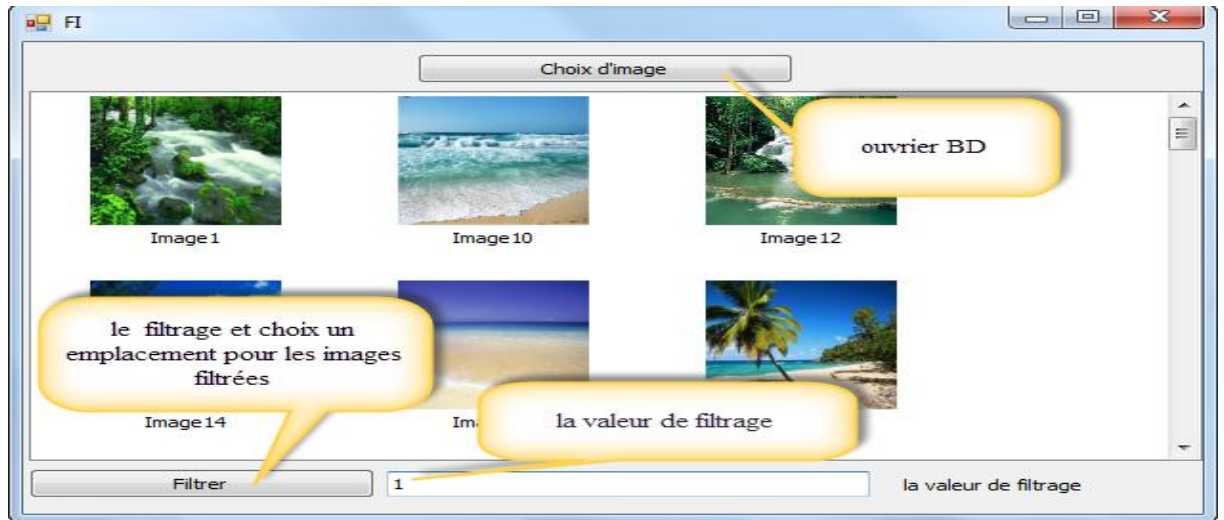 FI
Choix d'image
ouvrier BD
Image1
Image10
Image12
le filtrage et choix un
emplacement pour les images
filtrées
Image14
la valeur de filtrage
Filtrer
1
la valeur de filtrage